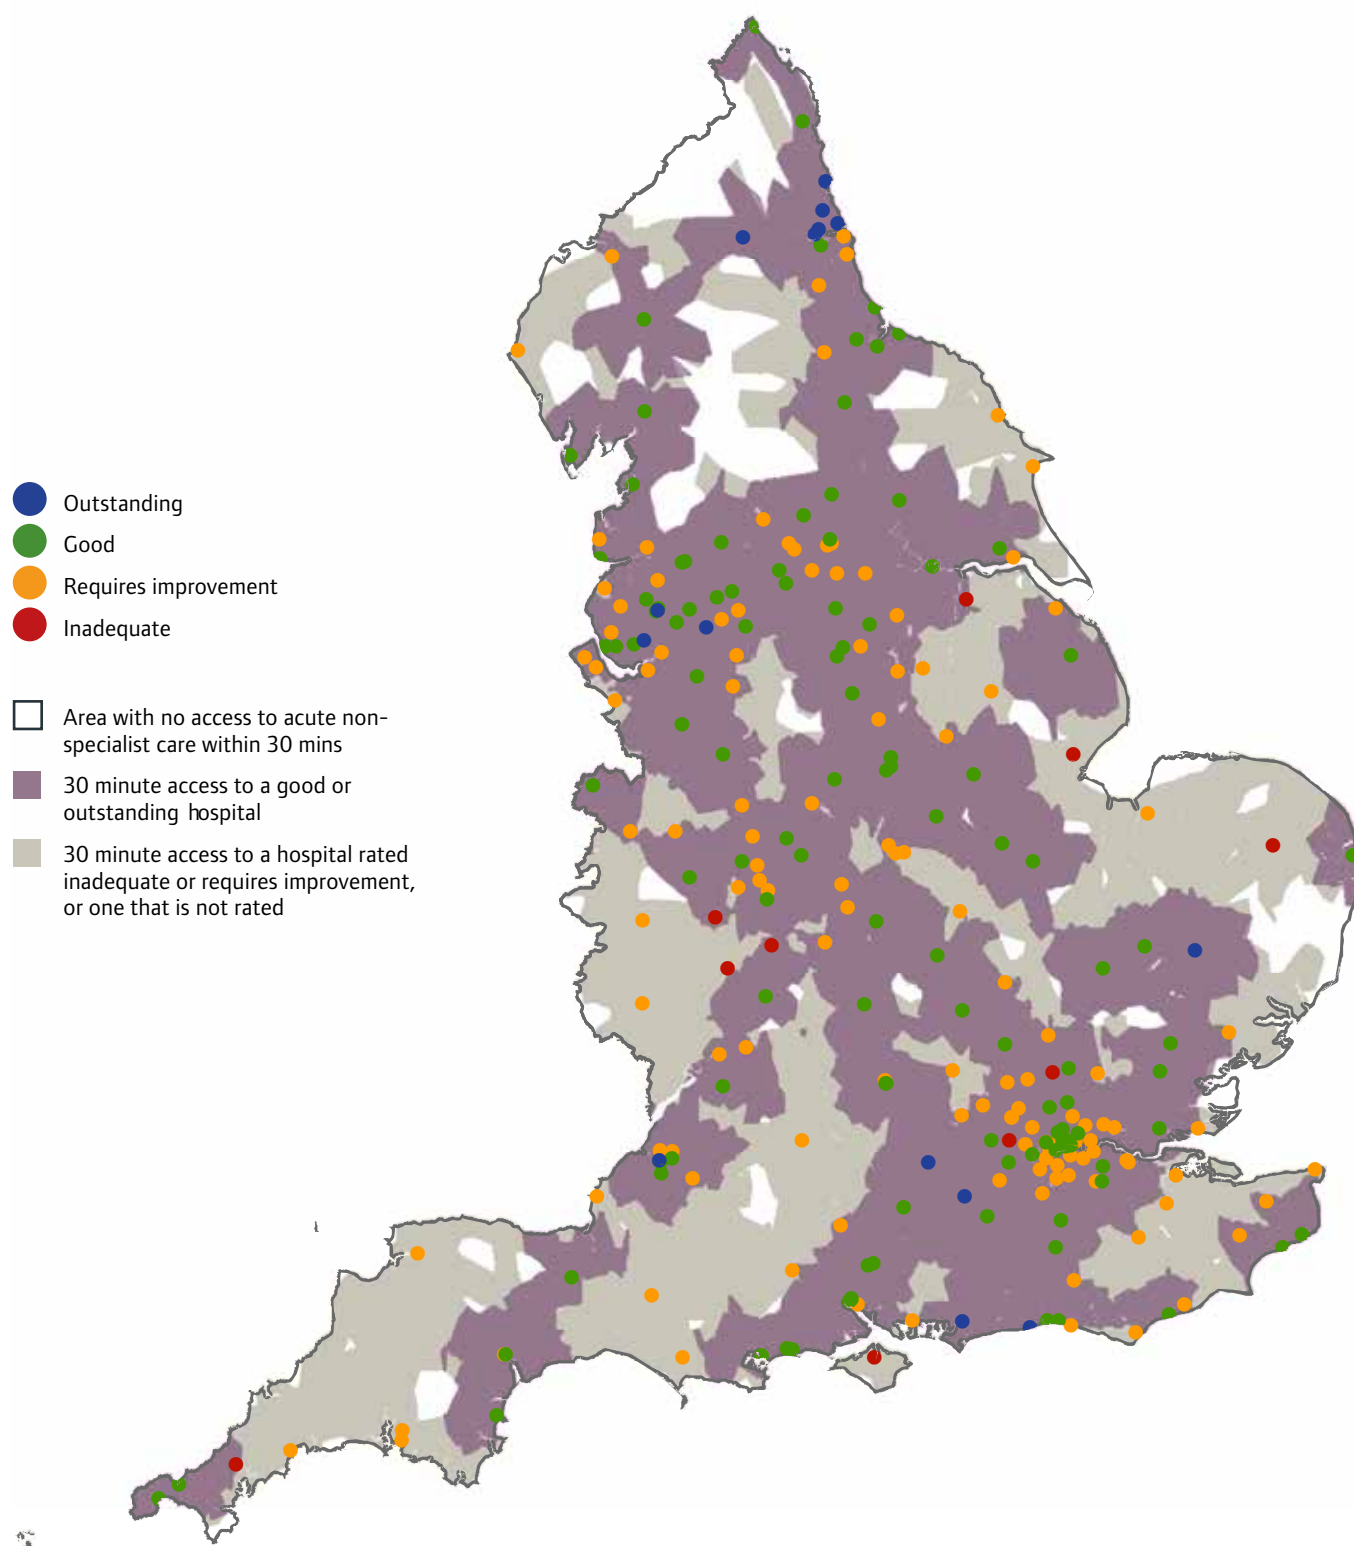 Outstanding
Good
Requires improvement
Inadequate
Area with no access to acute non-
specialist care within 30 mins
30 minute access to a good or
outstanding hospital
30 minute access to a hospital rated
inadequate or requires improvement,
or one that is not rated